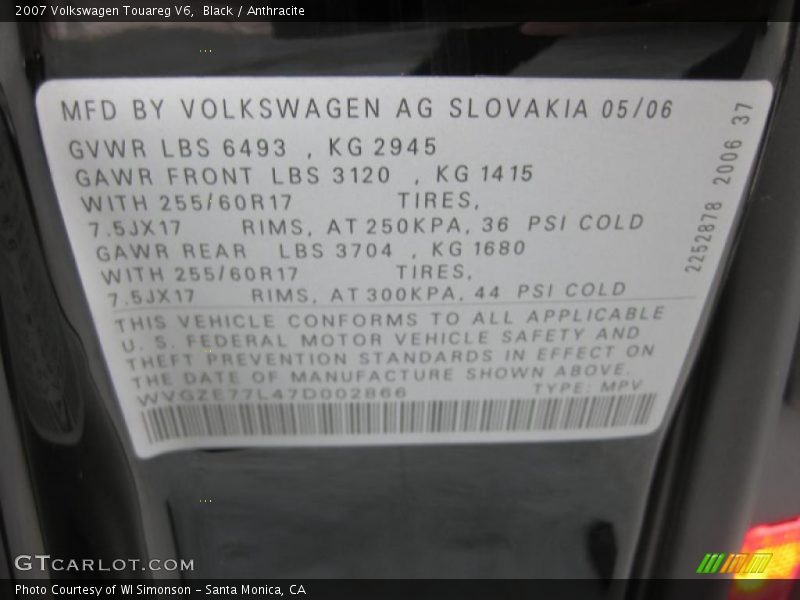 2007 Volkswagen Touareg V6,  Black / Anthracite
MFD BY VOLKSWAGEN AG SLOVAKIA 05/06
GVWR LBS 6493 , KG 2945
GAWR FRONT LBS 3120 , KG 1415
WITH 255/60R17 TIRES,
7.5JX17 RIMS, AT 250KPA, 36 PSI COLD
GAWR REAR LBS 3704 , KG 1680
WITH 255/60R17 TIRES,
7.5JX17 RIMS, AT 300KPA, 44 PSI COLD
THIS VEHICLE CONFORMS TO ALL APPLICABLE
U. S. FEDERAL MOTOR VEHICLE SAFETY AND
THEFT PREVENTION STANDARDS IN EFFECT ON
THE DATE OF MANUFACTURE SHOWN ABOVE.
WVGZE77L47D002866 TYPE: MPV
2252878 2006 37
GTCARLOT.COM
Photo Courtesy of WI Simonson – Santa Monica, CA